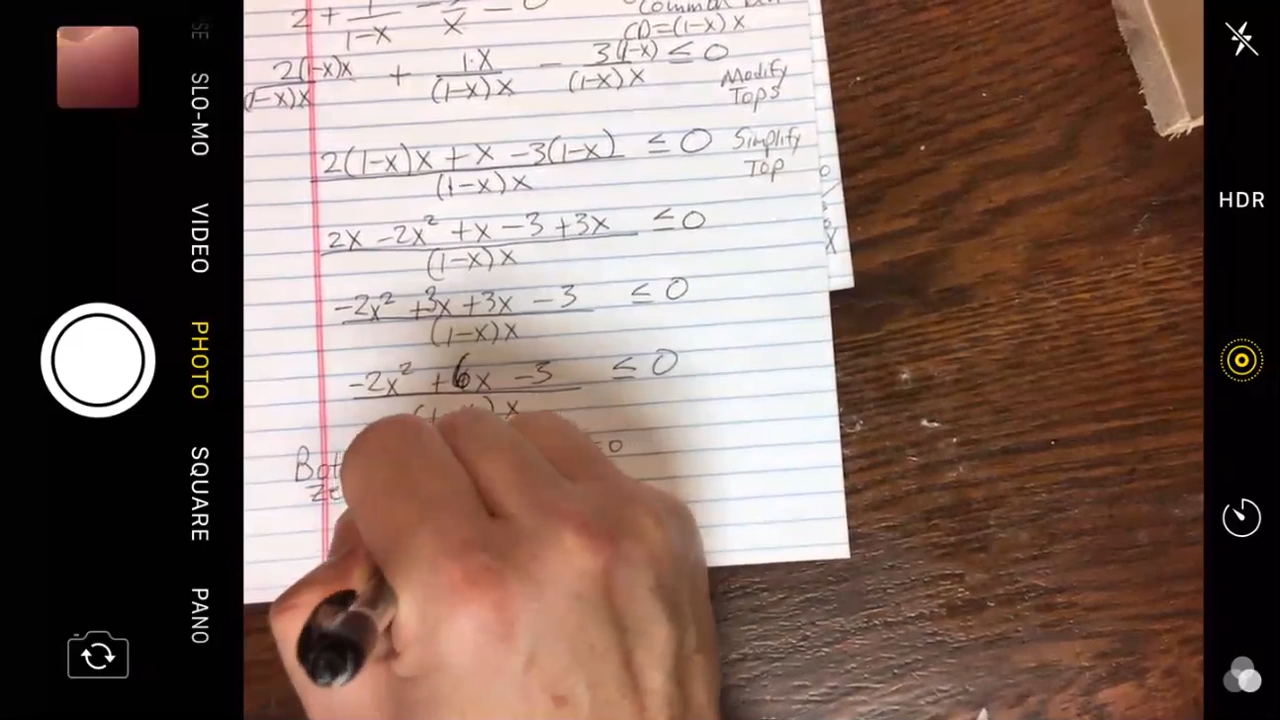 SE
SLO-MO
VIDEO
PHOTO
SQUARE
PANO
HDR
2 + 1/(1-x) - /x - 0
CD=(1-x)x
2(1-x)x/(1-x)x + 1·x/(1-x)x - 3(1-x)/(1-x)x ≤ 0
Modify
Tops
2(1-x)x + x -3(1-x)/(1-x)x ≤ 0
Simplify
Top
2x -2x² +x -3 +3x/(1-x)x ≤ 0
-2x² +3x +3x -3/(1-x)x ≤ 0
-2x² +6x -3/(1-x)x ≤ 0
=0